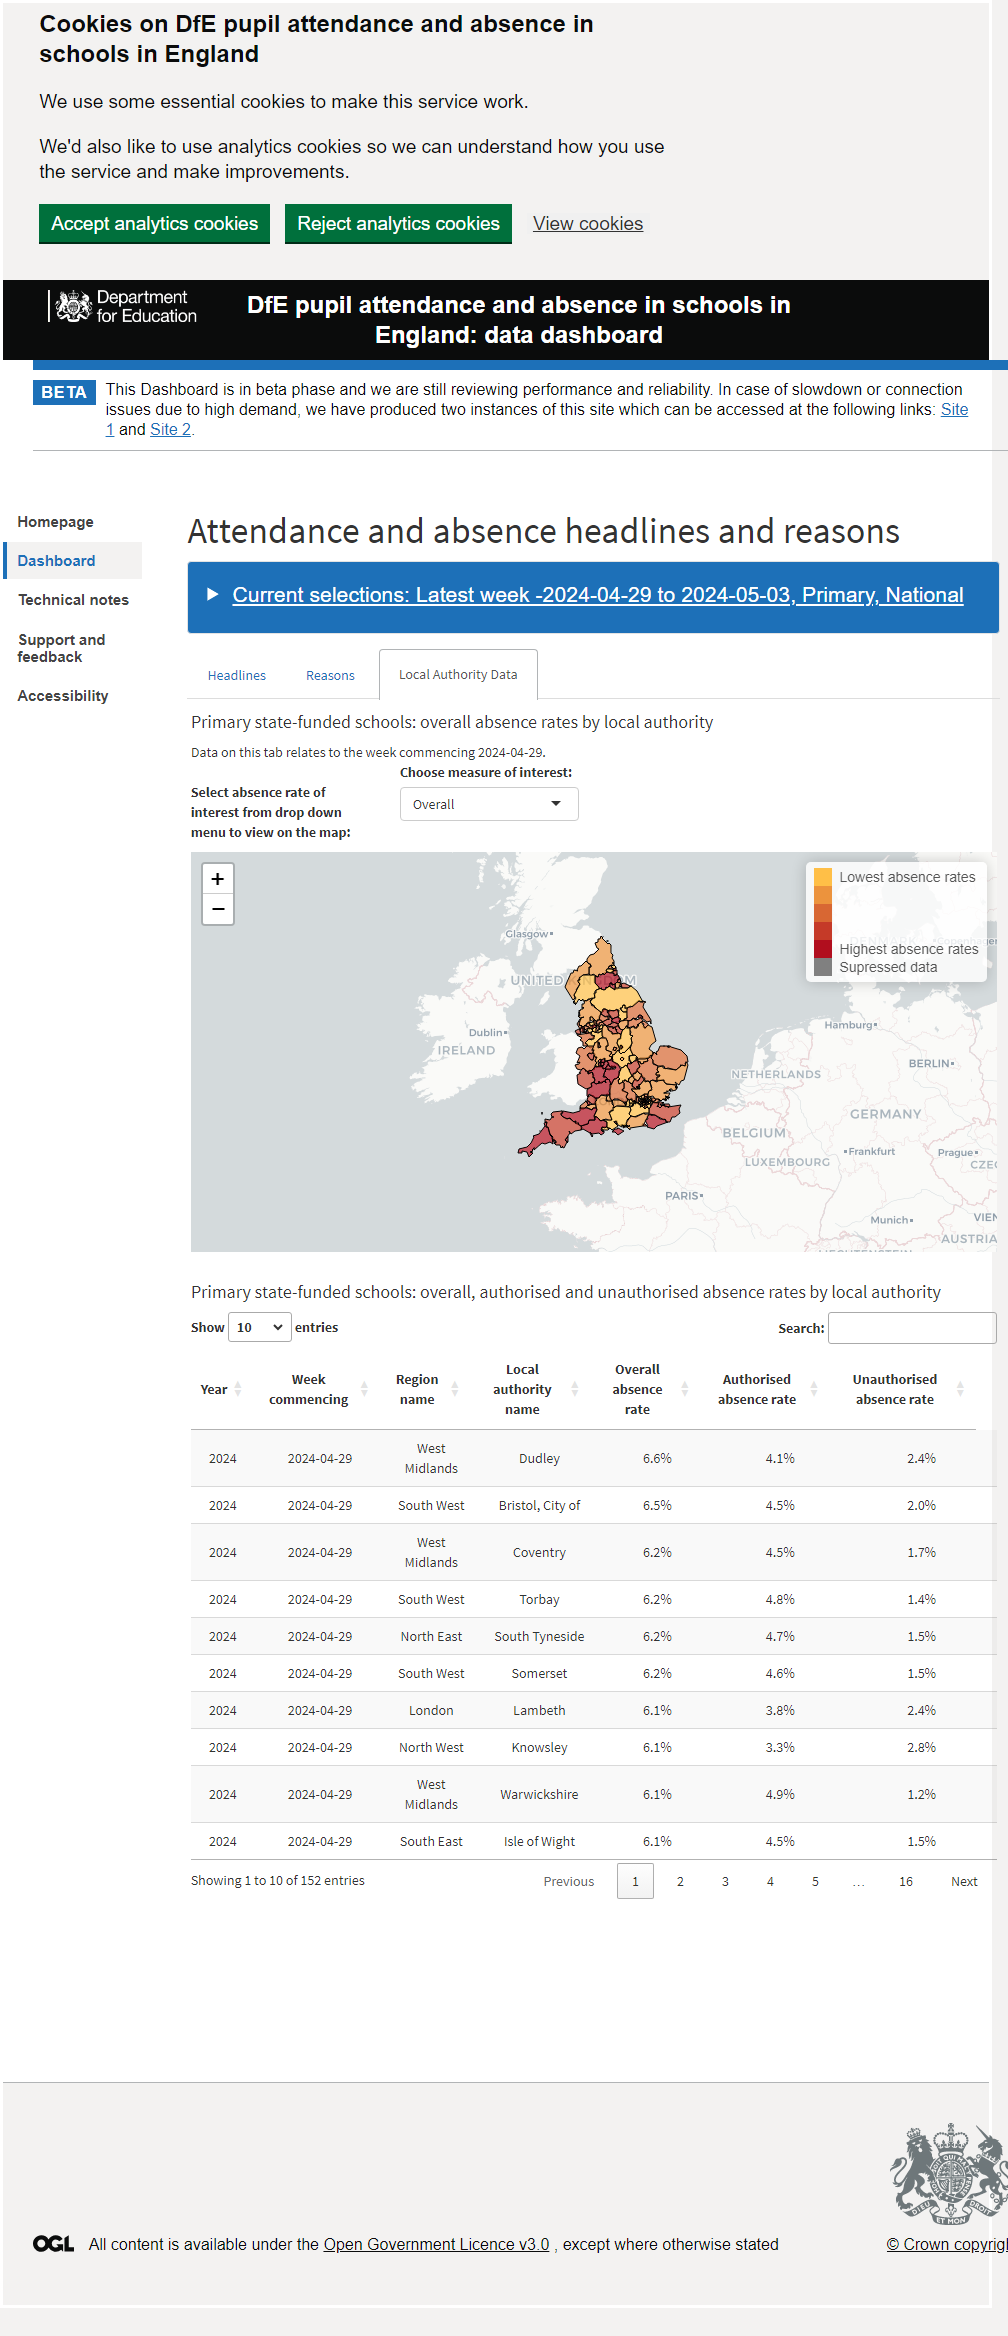 Cookies on DfE pupil attendance and absence in
schools in England
We use some essential cookies to make this service work.
We'd also like to use analytics cookies so we can understand how you use
the service and make improvements.
Accept analytics cookies Reject analytics cookies View cookies
Department
for Education
DfE pupil attendance and absence in schools in
England: data dashboard
BETA This Dashboard is in beta phase and we are still reviewing performance and reliability. In case of slowdown or connection
issues due to high demand, we have produced two instances of this site which can be accessed at the following links: Site
1 and Site 2.
Homepage
Dashboard
Technical notes
Support and
feedback
Accessibility
Attendance and absence headlines and reasons
Current selections: Latest week -2024-04-29 to 2024-05-03, Primary, National
Headlines Reasons Local Authority Data
Primary state-funded schools: overall absence rates by local authority
Data on this tab relates to the week commencing 2024-04-29.
Select absence rate of
interest from drop down
menu to view on the map:
Choose measure of interest:
Overall
+
−
Lowest absence rates
Highest absence rates
Supressed data
Glasgow
UNITED
Dublin
IRELAND
Hamburg
BERLIN
NETHERLANDS
GERMANY
BELGIUM
LUXEMBOURG
Frankfurt
Prague
CZE
PARIS
Munich
VIEN
AUSTRIA
Primary state-funded schools: overall, authorised and unauthorised absence rates by local authority
Show 10 entries
Search:
Year Week commencing Region name Local authority name Overall absence rate Authorised absence rate Unauthorised absence rate
2024 2024-04-29 West Midlands Dudley 6.6% 4.1% 2.4%
2024 2024-04-29 South West Bristol, City of 6.5% 4.5% 2.0%
2024 2024-04-29 West Midlands Coventry 6.2% 4.5% 1.7%
2024 2024-04-29 South West Torbay 6.2% 4.8% 1.4%
2024 2024-04-29 North East South Tyneside 6.2% 4.7% 1.5%
2024 2024-04-29 South West Somerset 6.2% 4.6% 1.5%
2024 2024-04-29 London Lambeth 6.1% 3.8% 2.4%
2024 2024-04-29 North West Knowsley 6.1% 3.3% 2.8%
2024 2024-04-29 West Midlands Warwickshire 6.1% 4.9% 1.2%
2024 2024-04-29 South East Isle of Wight 6.1% 4.5% 1.5%
Showing 1 to 10 of 152 entries
Previous 1 2 3 4 5 … 16 Next
OGL All content is available under the Open Government Licence v3.0 , except where otherwise stated
© Crown copyrig